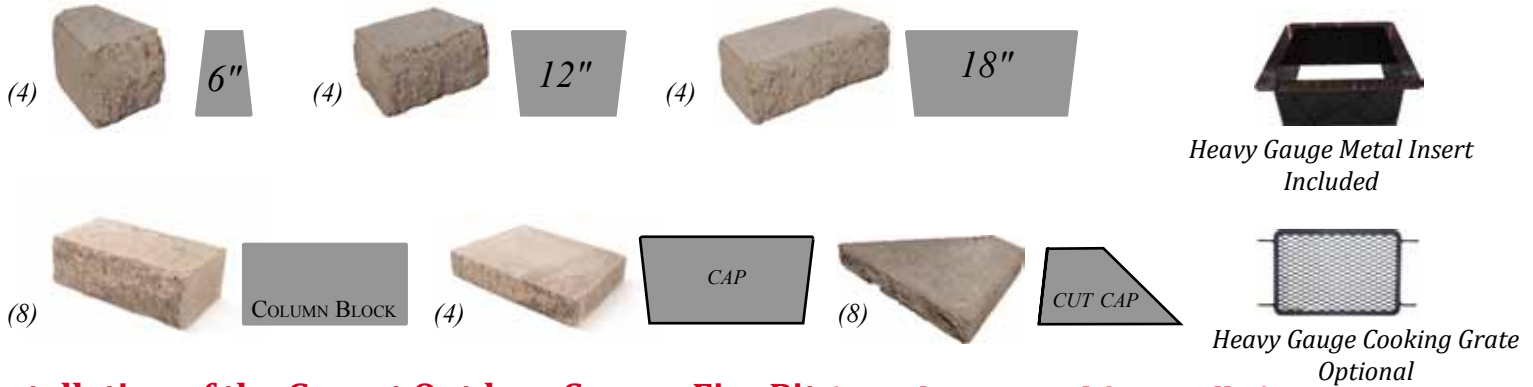 (4)
6"
(4)
12"
(4)
18"
Heavy Gauge Metal Insert
Included
(8)
COLUMN BLOCK
(4)
CAP
(8)
CUT CAP
Heavy Gauge Cooking Grate
Optional